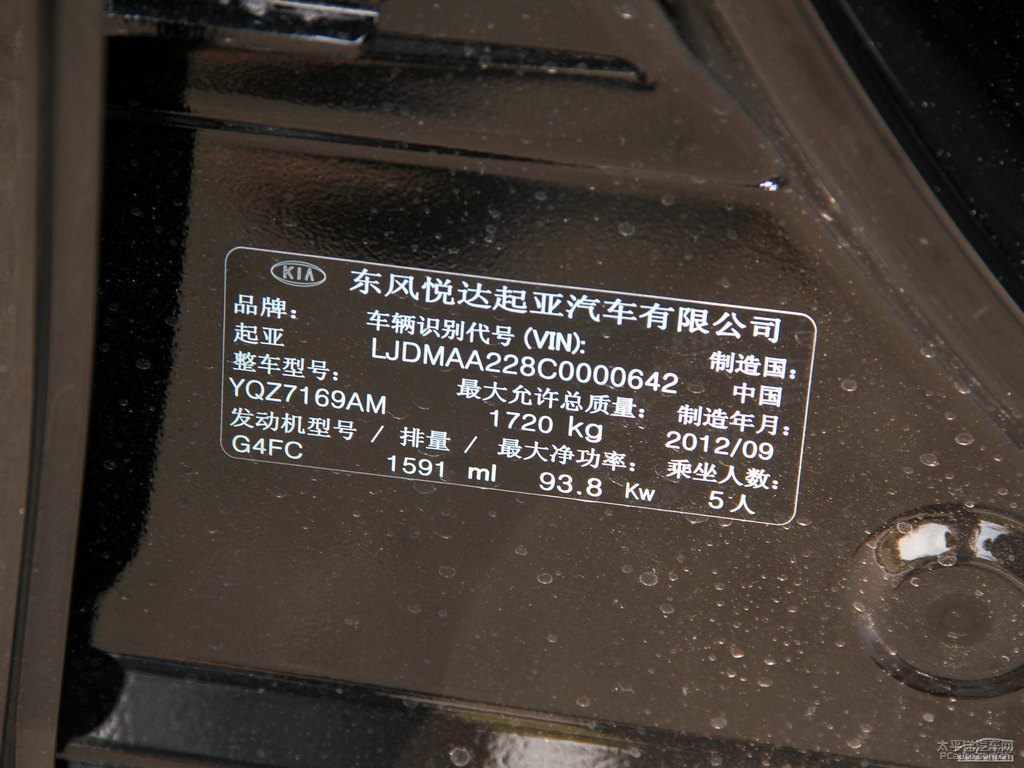 KIA 东风悦达起亚汽车有限公司
品牌： 车辆识别代号 (VIN): 制造国：
起亚 LJDMAA228C0000642 中国
整车型号： 最大允许总质量： 制造年月：
YQZ7169AM 1720 kg 2012/09
发动机型号 / 排量 / 最大净功率： 乘坐人数：
G4FC 1591 ml 93.8 Kw 5人
太平洋汽车网
PCauto.com.cn